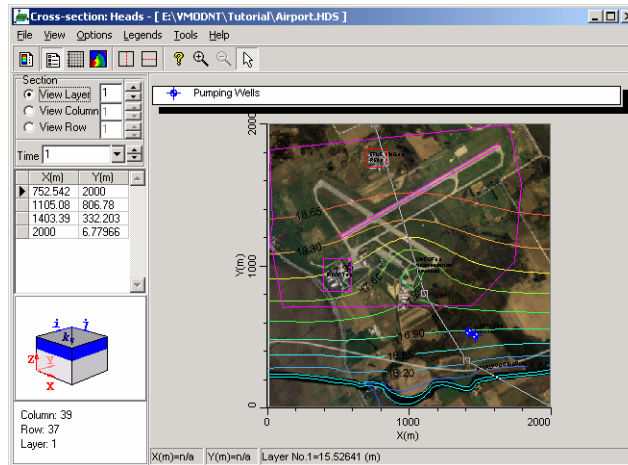 Cross-section: Heads - [ E:\VMODNT\Tutorial\Airport.HDS ]
File View Options Legends Tools Help
Section
View Layer 1
View Column 1
View Row 1
Time 1
X(m) Y(m)
752.542 2000
1105.08 806.78
1403.39 332.203
2000 6.77966
i j
k
Z
Y
X
Column: 39
Row: 37
Layer: 1
Pumping Wells
2000
Y(m)
1000
0
18.65
18.30
16.90
16.20
0 1000 2000
X(m)
X(m)=n/a Y(m)=n/a Layer No.1=15.52641 (m)